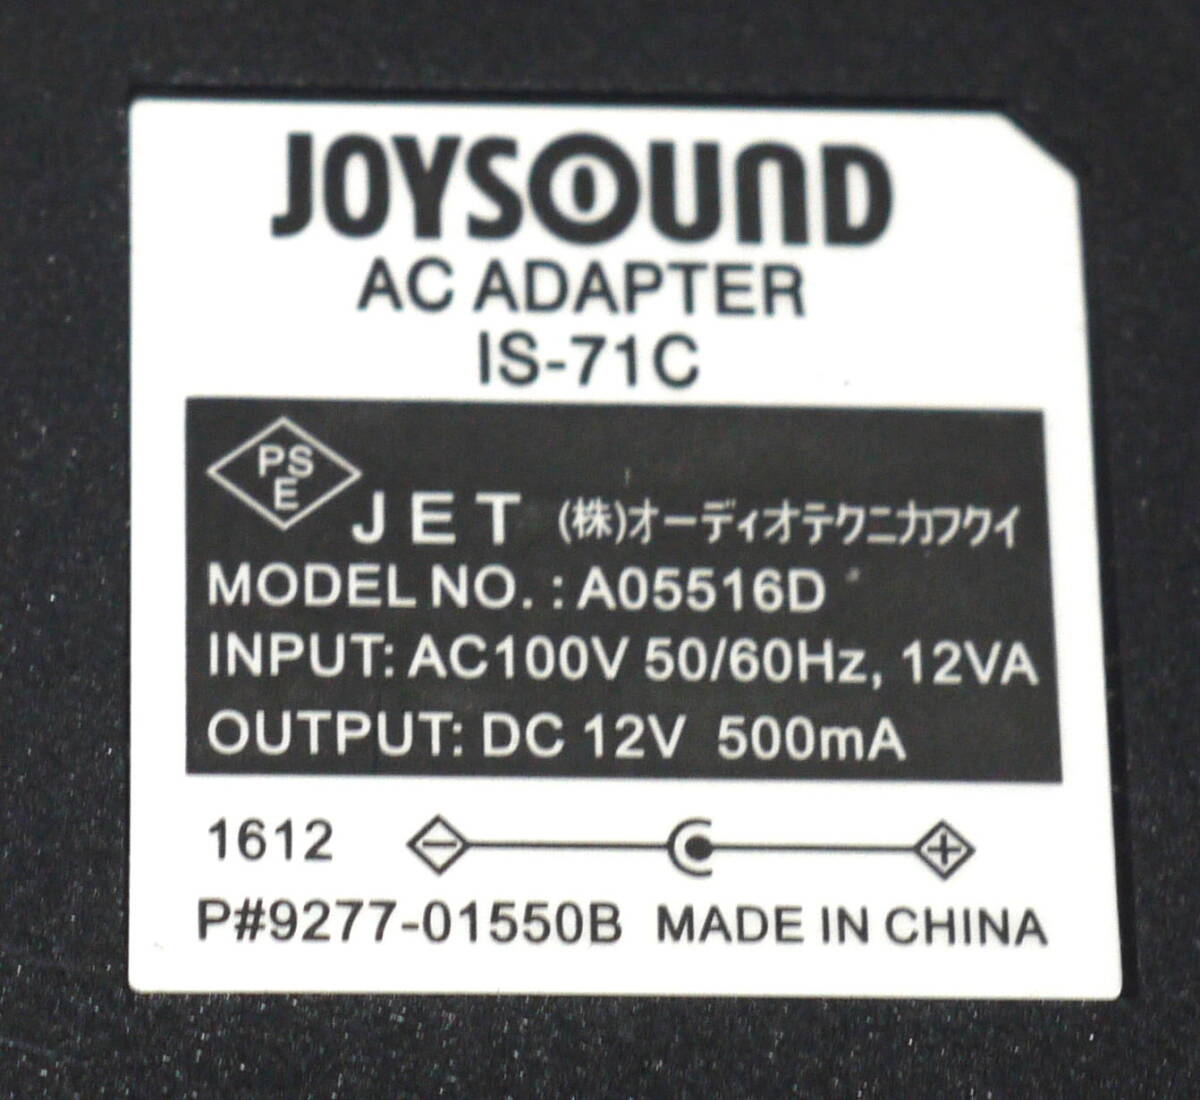 JOYSOUND
AC ADAPTER
IS-71C
PS
E
JET (株)オーディオテクニカフクイ
MODEL NO. : A05516D
INPUT: AC100V 50/60Hz, 12VA
OUTPUT: DC 12V 500mA
1612
P#9277-01550B MADE IN CHINA